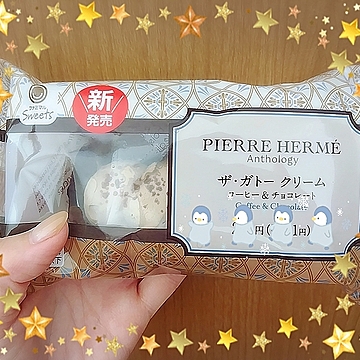 Sweets
新
発売
PIERRE HERMÉ
Anthology
ザ・ガトー クリーム
コーヒー & チョコレート
Coffee & Chocolate